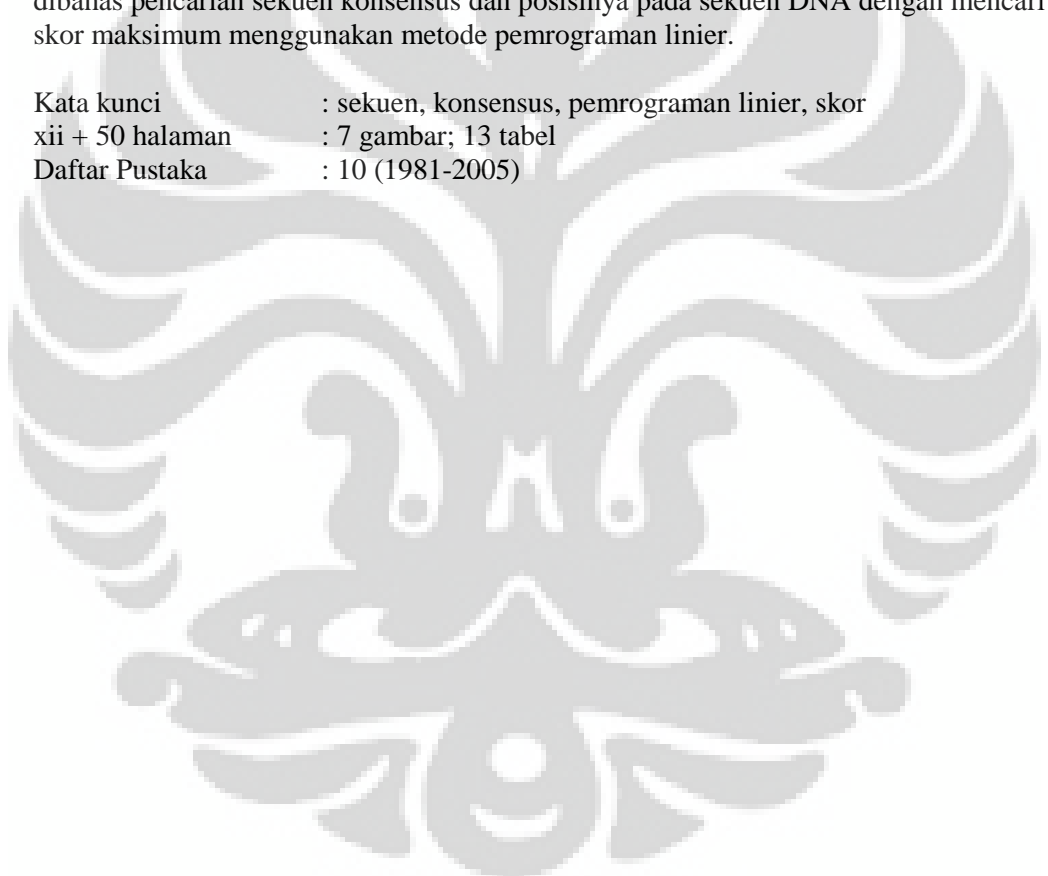 dibahas pencarian sekuen konsensus dan posisinya pada sekuen DNA dengan mencari
skor maksimum menggunakan metode pemrograman linier.
Kata kunci : sekuen, konsensus, pemrograman linier, skor
xii + 50 halaman : 7 gambar; 13 tabel
Daftar Pustaka : 10 (1981-2005)